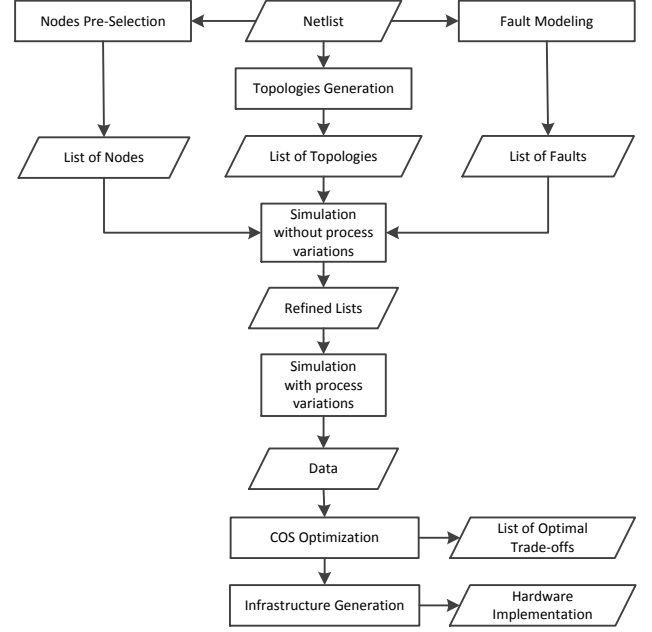 Nodes Pre-Selection
Netlist
Fault Modeling
Topologies Generation
List of Nodes
List of Topologies
List of Faults
Simulation
without process
variations
Refined Lists
Simulation
with process
variations
Data
COS Optimization
List of Optimal
Trade-offs
Infrastructure Generation
Hardware
Implementation